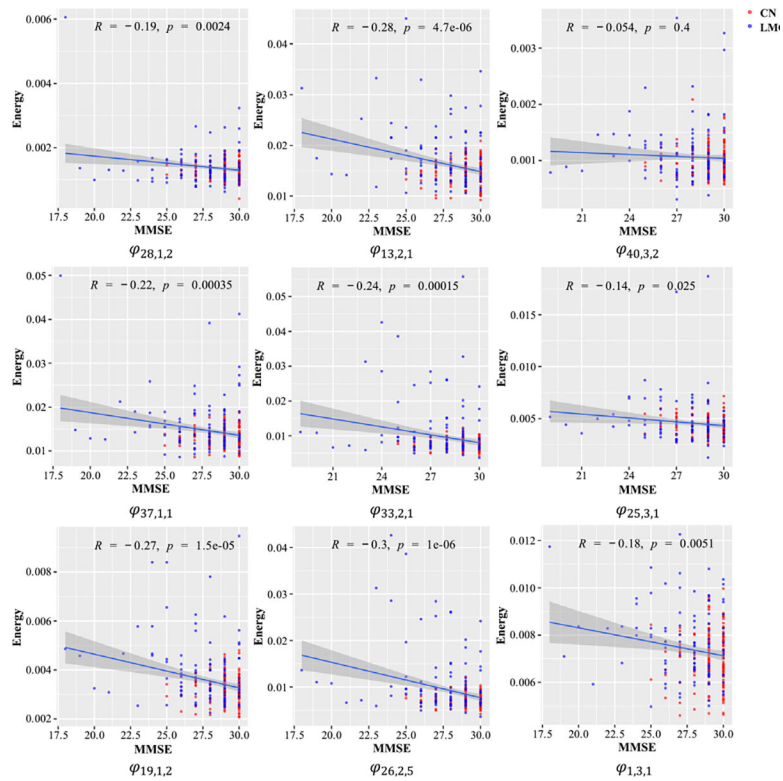 R = −0.19, p = 0.0024
0.006
0.004
0.002
Energy
17.5 20.0 22.5 25.0 27.5 30.0
MMSE
φ28,1,2
R = −0.28, p = 4.7e-06
0.04
0.03
0.02
0.01
Energy
17.5 20.0 22.5 25.0 27.5 30.0
MMSE
φ13,2,1
R = −0.054, p = 0.4
0.003
0.002
0.001
Energy
21 24 27 30
MMSE
φ40,3,2
CN
R = −0.22, p = 0.00035
0.05
0.04
0.03
0.02
0.01
Energy
17.5 20.0 22.5 25.0 27.5 30.0
MMSE
φ37,1,1
R = −0.24, p = 0.00015
0.05
0.04
0.03
0.02
0.01
Energy
21 24 27 30
MMSE
φ33,2,1
R = −0.14, p = 0.025
0.015
0.010
0.005
Energy
21 24 27 30
MMSE
φ25,3,1
R = −0.27, p = 1.5e-05
0.008
0.006
0.004
0.002
Energy
17.5 20.0 22.5 25.0 27.5 30.0
MMSE
φ19,1,2
R = −0.3, p = 1e-06
0.04
0.03
0.02
0.01
Energy
17.5 20.0 22.5 25.0 27.5 30.0
MMSE
φ26,2,5
R = −0.18, p = 0.0051
0.012
0.010
0.008
0.006
Energy
17.5 20.0 22.5 25.0 27.5 30.0
MMSE
φ1,3,1